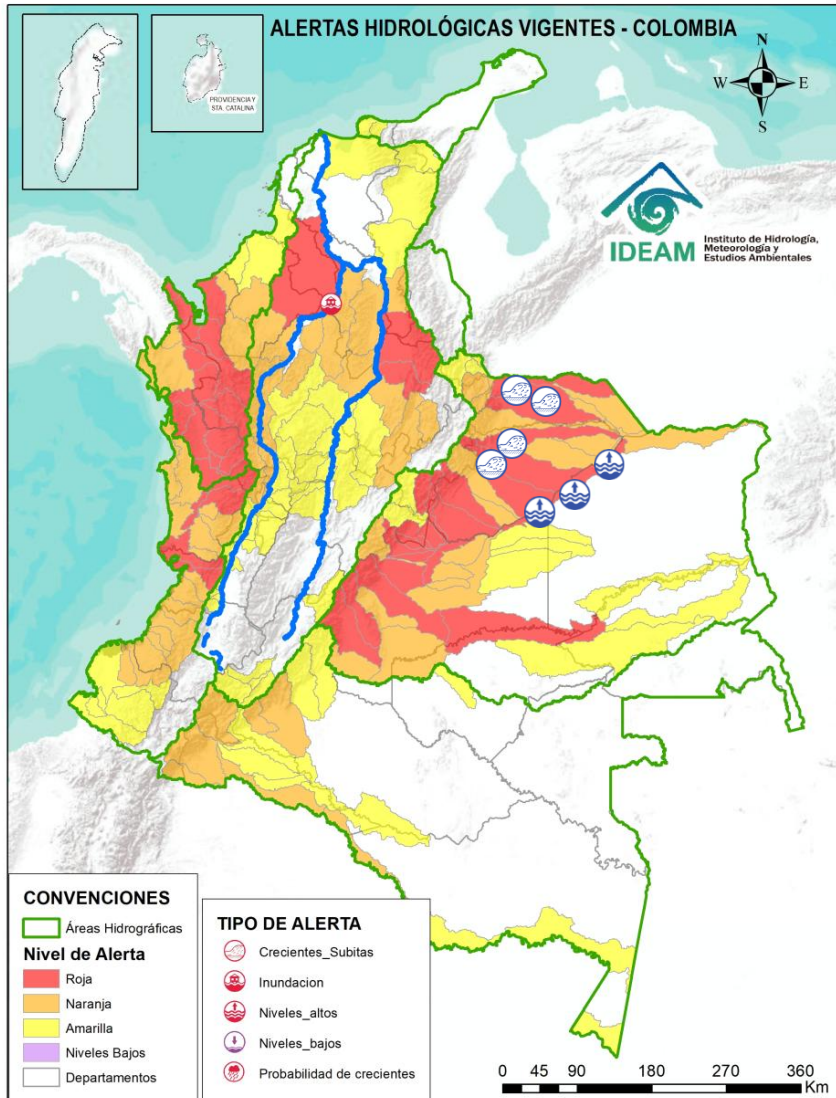 ALERTAS HIDROLÓGICAS VIGENTES - COLOMBIA
PROVIDENCIA Y
STA. CATALINA
N
W
E
S
IDEAM
Instituto de Hidrología,
Meteorología y
Estudios Ambientales
CONVENCIONES
Áreas Hidrográficas
Nivel de Alerta
Roja
Naranja
Amarilla
Niveles Bajos
Departamentos
TIPO DE ALERTA
Crecientes_Subitas
Inundacion
Niveles_altos
Niveles_bajos
Probabilidad de crecientes
0 45 90 180 270 360
Km